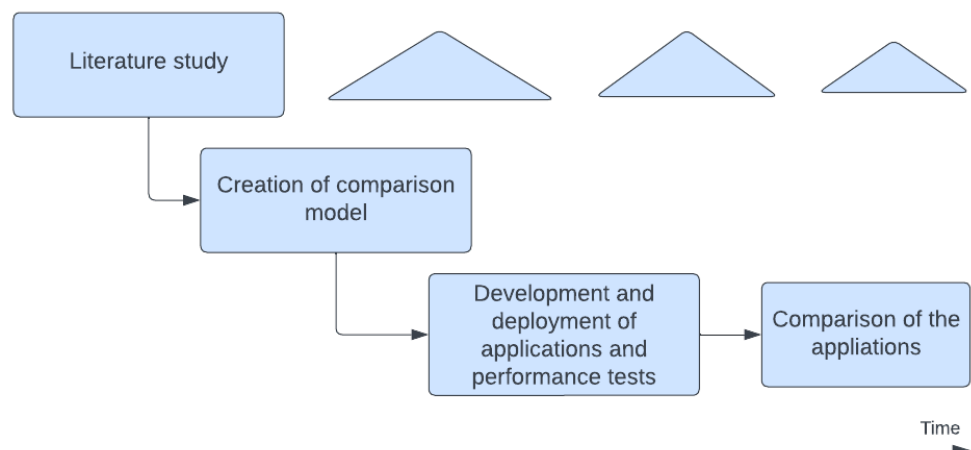 Literature study
Creation of comparison
model
Development and
deployment of
applications and
performance tests
Comparison of the
appliations
Time